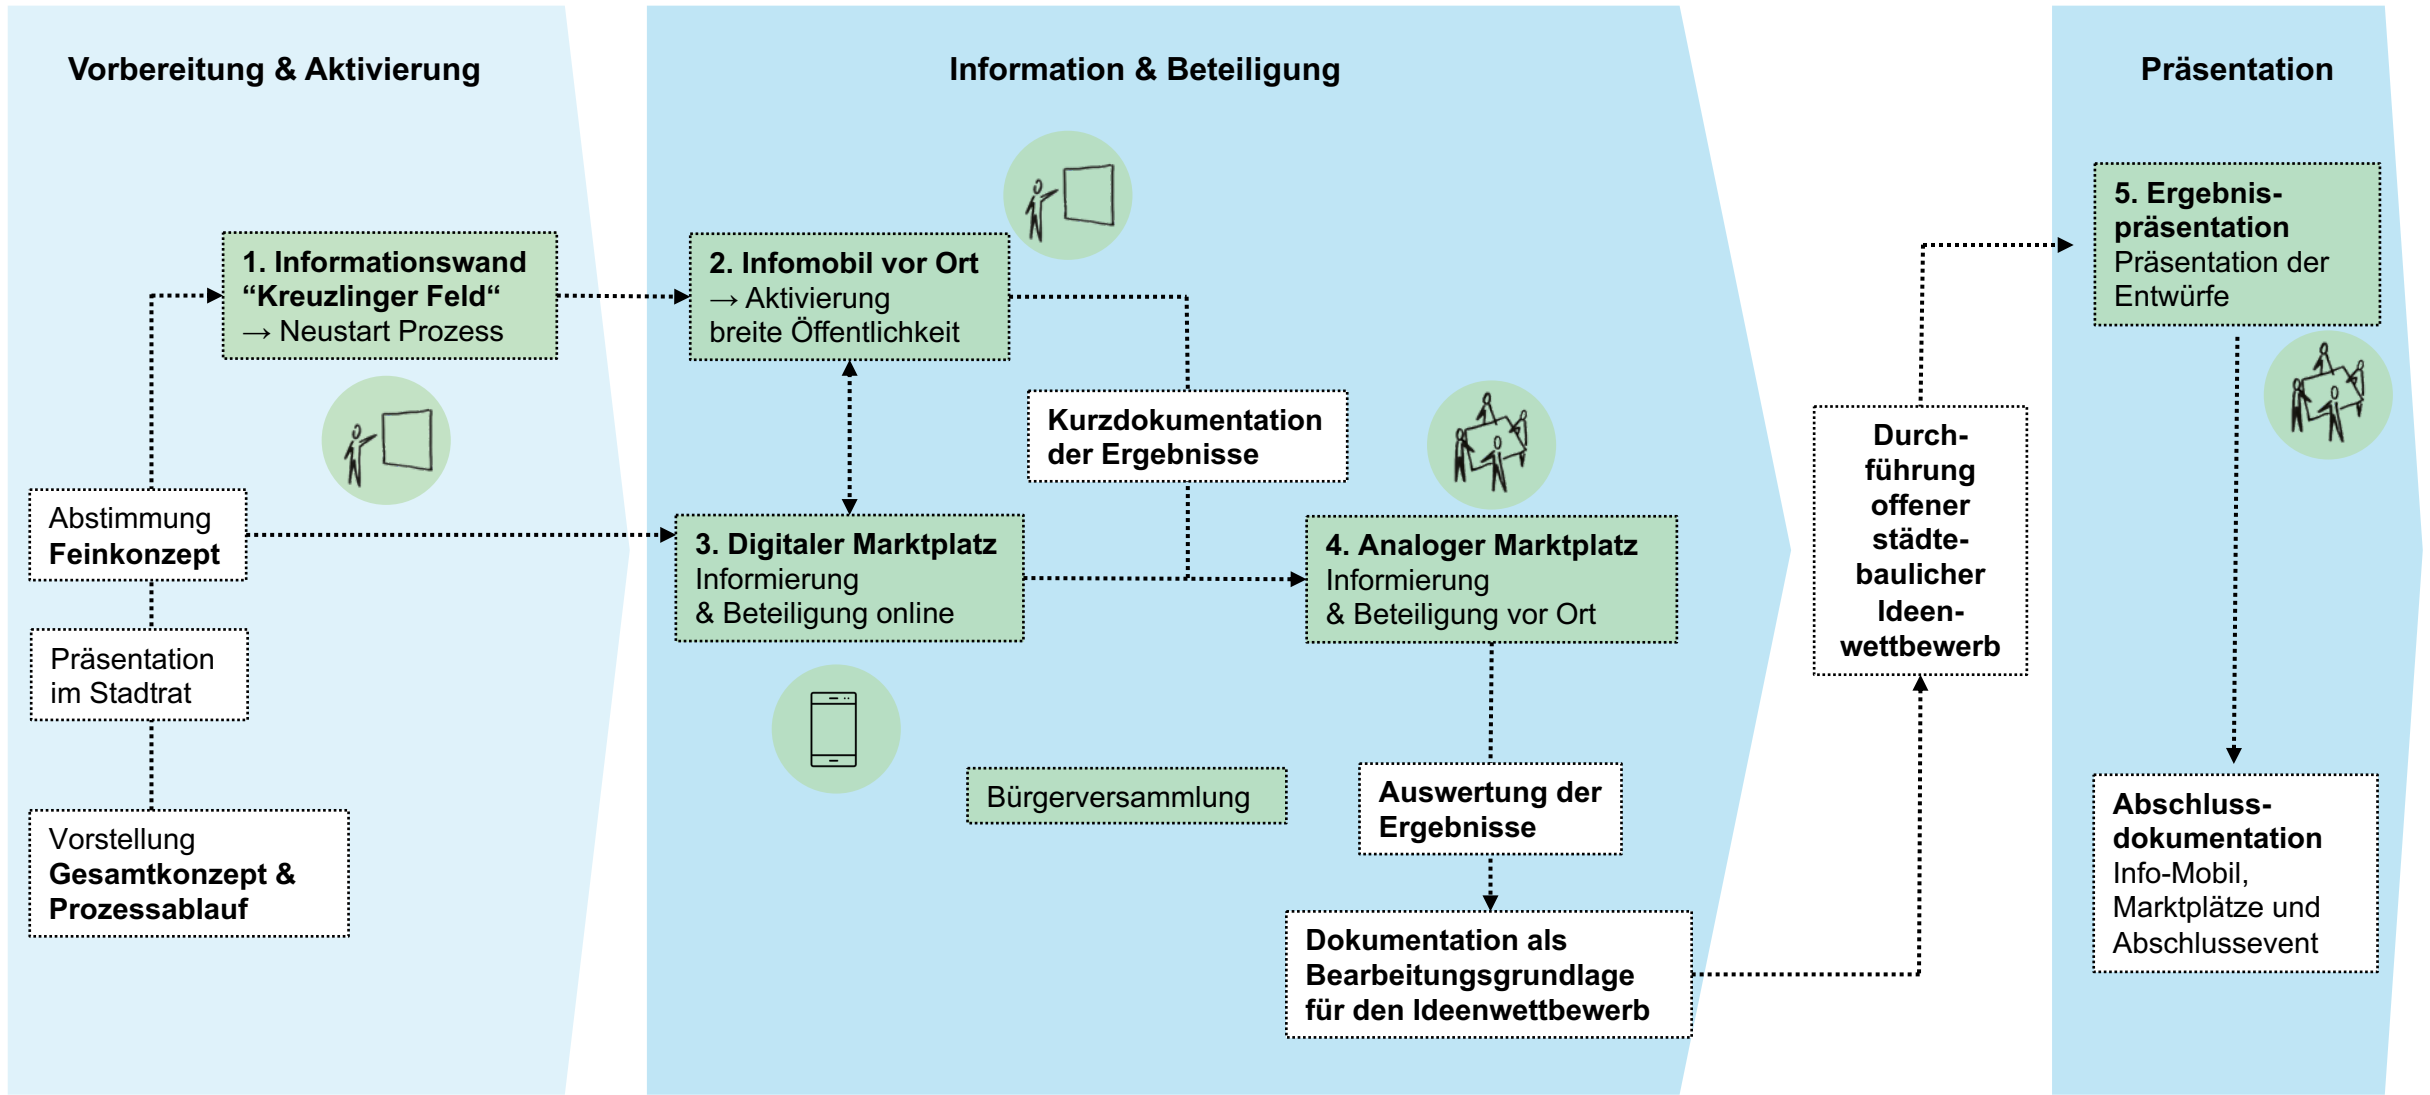 Vorbereitung & Aktivierung
1. Informationswand
“Kreuzlinger Feld“
→ Neustart Prozess
Abstimmung
Feinkonzept
Präsentation
im Stadtrat
Vorstellung
Gesamtkonzept &
Prozessablauf
Information & Beteiligung
2. Infomobil vor Ort
→ Aktivierung
breite Öffentlichkeit
Kurzdokumentation
der Ergebnisse
3. Digitaler Marktplatz
Informierung
& Beteiligung online
4. Analoger Marktplatz
Informierung
& Beteiligung vor Ort
Bürgerversammlung
Auswertung der
Ergebnisse
Dokumentation als
Bearbeitungsgrundlage
für den Ideenwettbewerb
Durch-
führung
offener
städte-
baulicher
Ideen-
wettbewerb
Präsentation
5. Ergebnis-
präsentation
Präsentation der
Entwürfe
Abschluss-
dokumentation
Info-Mobil,
Marktplätze und
Abschlussevent